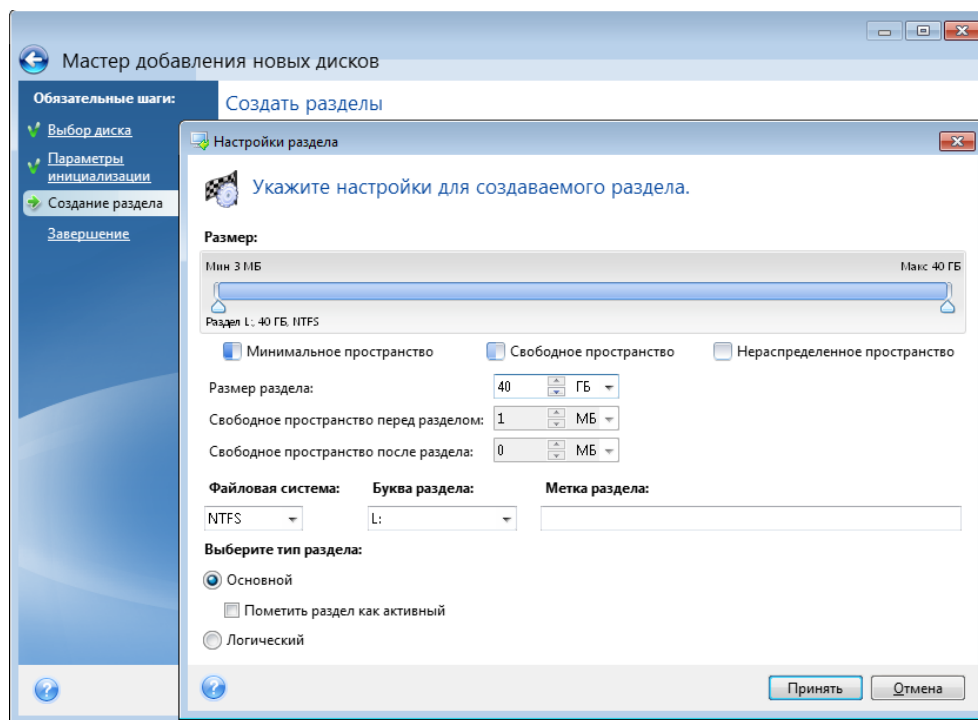 Мастер добавления новых дисков
Обязательные шаги:
Выбор диска
Параметры
инициализации
Создание раздела
Завершение
Создать разделы
Настройки раздела
Укажите настройки для создаваемого раздела.
Размер:
Мин 3 МБ Макс 40 ГБ
Раздел L:, 40 ГБ, NTFS
Минимальное пространство Свободное пространство Нераспределенное пространство
Размер раздела: 40 ГБ
Свободное пространство перед разделом: 1 МБ
Свободное пространство после раздела: 0 МБ
Файловая система: Буква раздела: Метка раздела:
NTFS L:
Выберите тип раздела:
Основной
Пометить раздел как активный
Логический
Принять Отмена